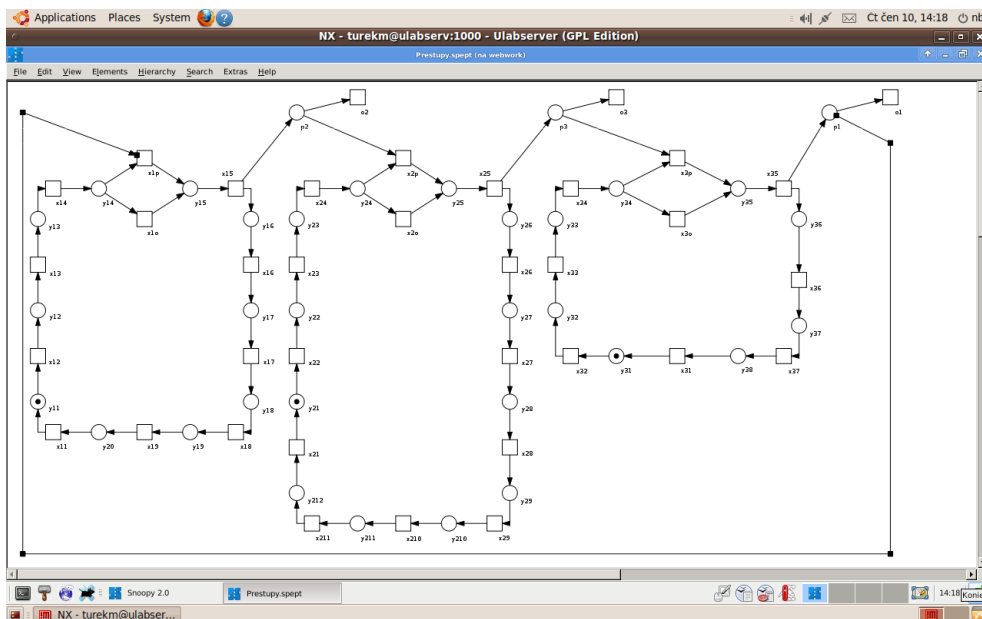 Applications Places System Čt čen 10, 14:18 nb
NX - turekm@ulabserv:1000 - Ulabserver (GPL Edition)
Prestupy.spept (na webwork)
File Edit View Elements Hierarchy Search Extras Help
o2 o3 o1
p2 p3 p1
x1p x15 x2p x25 x3p x35
x14 y14 y15 x24 y24 y25 x34 y34 y35
y13 x1o y16 y23 x2o y26 y33 x3o y36
x13 x16 x23 x26 x33 x36
y12 y17 y22 y27 y32 y37
x12 x17 x22 x27 x32 y31 x31 y38 x37
y11 y18 y21 y28
x11 y20 x19 y19 x18 x21 x28
y212 y29
x211 y211 x210 y210 x29
Snoopy 2.0 Prestupy.spept 14:18 Konie
NX - turekm@ulabser...